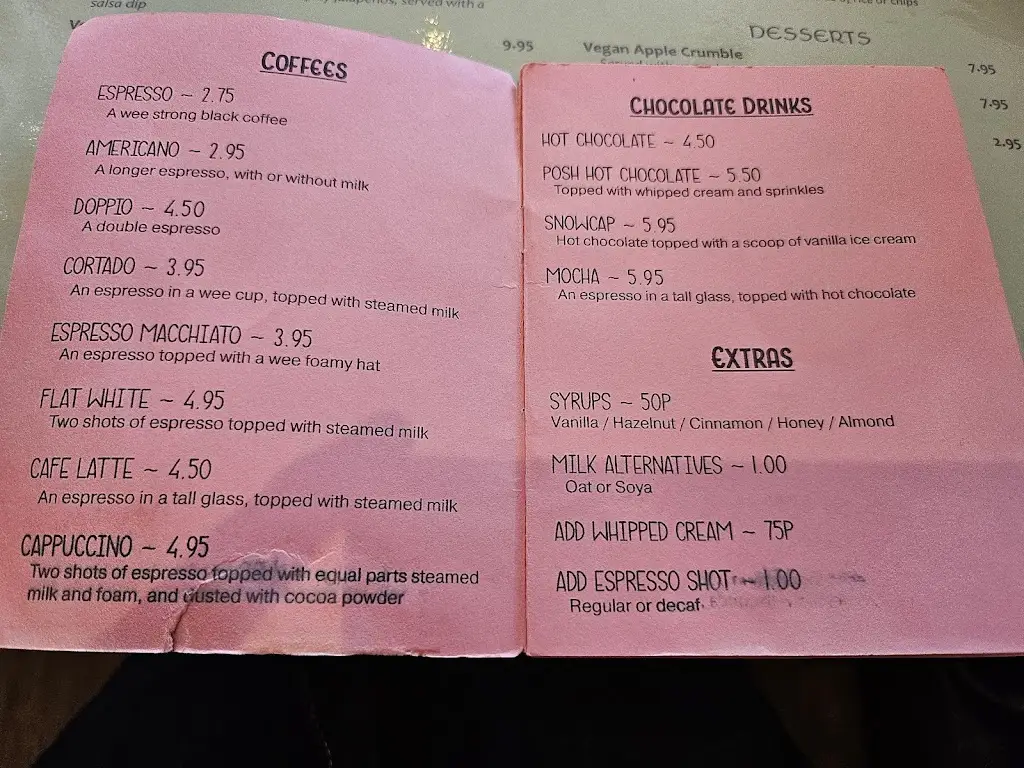 salsa dip
served with a
9.95
DESSERTS
Vegan Apple Crumble
7.95
7.95
2.95
or chips
COFFEES
ESPRESSO ~ 2.75
A wee strong black coffee
AMERICANO ~ 2.95
A longer espresso, with or without milk
DOPPIO ~ 4.50
A double espresso
CORTADO ~ 3.95
An espresso in a wee cup, topped with steamed milk
ESPRESSO MACCHIATO ~ 3.95
An espresso topped with a wee foamy hat
FLAT WHITE ~ 4.95
Two shots of espresso topped with steamed milk
CAFE LATTE ~ 4.50
An espresso in a tall glass, topped with steamed milk
CAPPUCCINO ~ 4.95
Two shots of espresso topped with equal parts steamed
milk and foam, and dusted with cocoa powder
CHOCOLATE DRINKS
HOT CHOCOLATE ~ 4.50
POSH HOT CHOCOLATE ~ 5.50
Topped with whipped cream and sprinkles
SNOWCAP ~ 5.95
Hot chocolate topped with a scoop of vanilla ice cream
MOCHA ~ 5.95
An espresso in a tall glass, topped with hot chocolate
EXTRAS
SYRUPS ~ 50P
Vanilla / Hazelnut / Cinnamon / Honey / Almond
MILK ALTERNATIVES ~ 1.00
Oat or Soya
ADD WHIPPED CREAM ~ 75P
ADD ESPRESSO SHOT ~ 1.00
Regular or decaf.